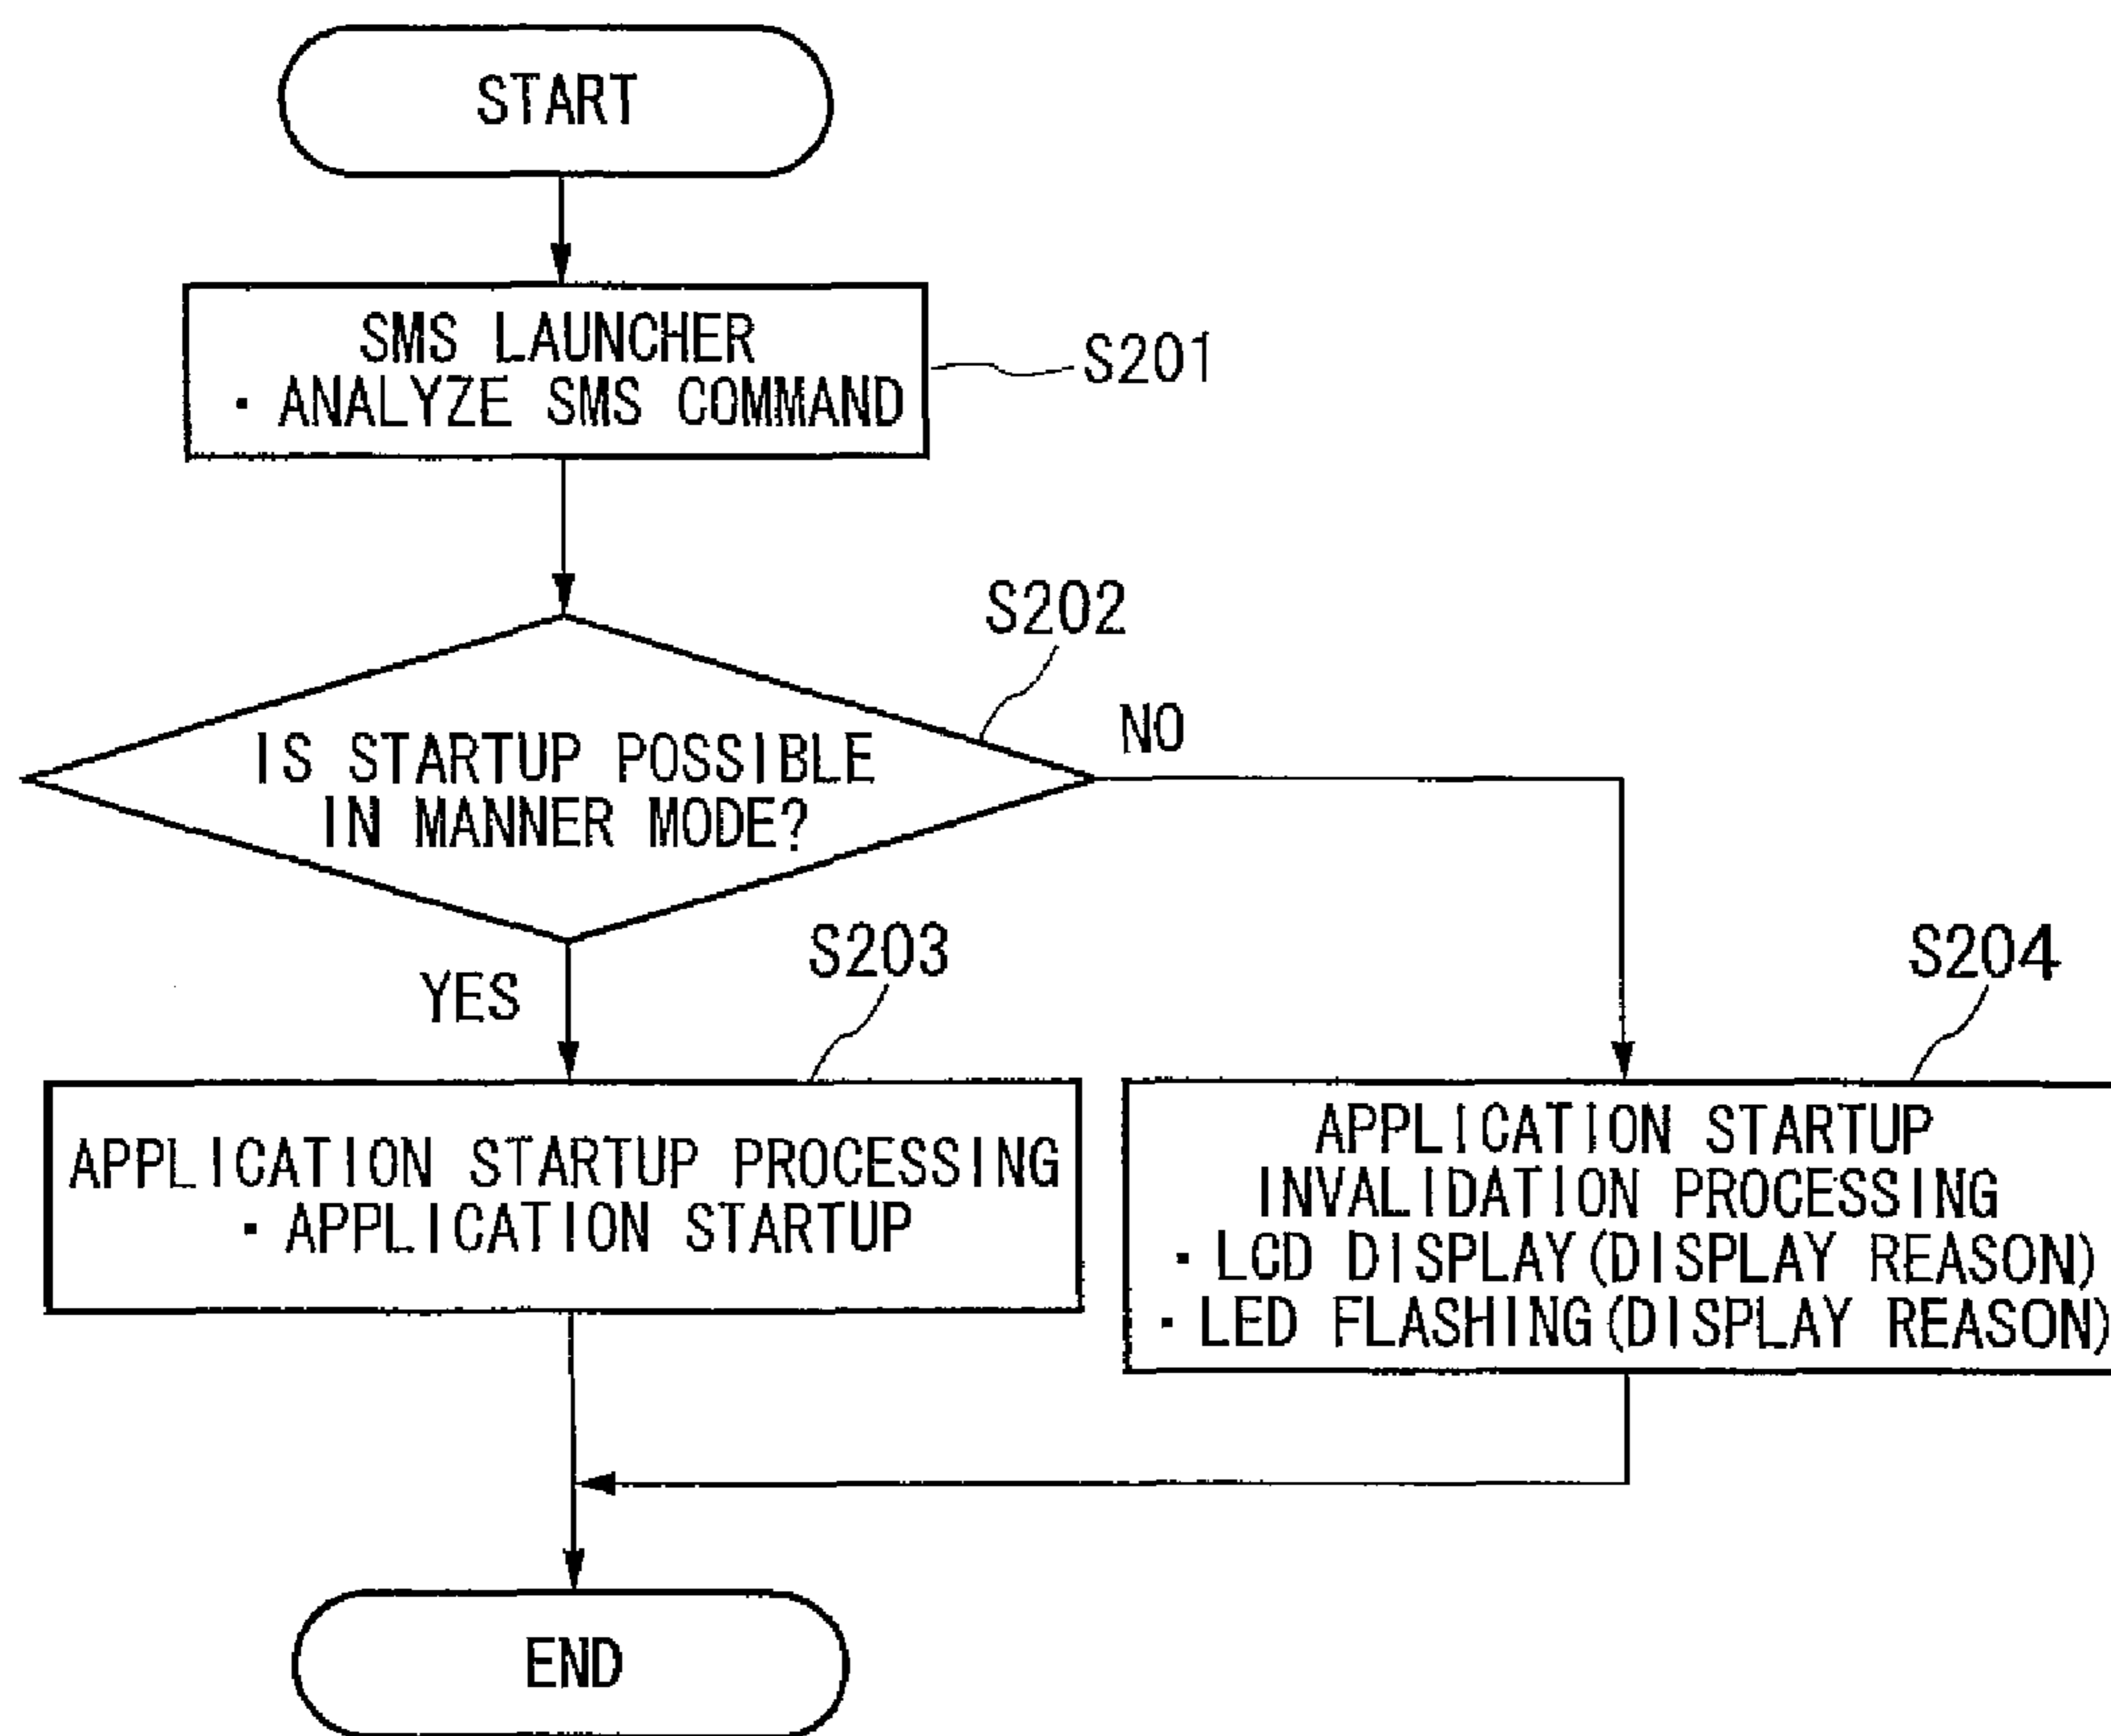 START
SMS LAUNCHER
・ANALYZE SMS COMMAND
S201
S202
IS STARTUP POSSIBLE
IN MANNER MODE?
NO
YES
S203
APPLICATION STARTUP PROCESSING
・APPLICATION STARTUP
S204
APPLICATION STARTUP
INVALIDATION PROCESSING
・LCD DISPLAY(DISPLAY REASON)
・LED FLASHING(DISPLAY REASON)
END